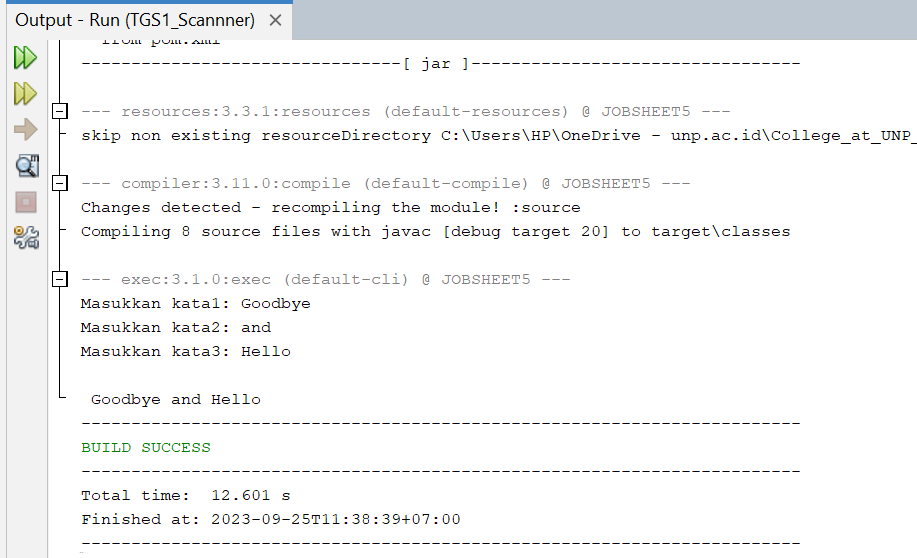 Output - Run (TGS1_Scannner) ×
from pom.xml
--------------------------------[ jar ]---------------------------------
--- resources:3.3.1:resources (default-resources) @ JOBSHEET5 ---
skip non existing resourceDirectory C:\Users\HP\OneDrive - unp.ac.id\College_at_UNP_
--- compiler:3.11.0:compile (default-compile) @ JOBSHEET5 ---
Changes detected - recompiling the module! :source
Compiling 8 source files with javac [debug target 20] to target\classes
--- exec:3.1.0:exec (default-cli) @ JOBSHEET5 ---
Masukkan kata1: Goodbye
Masukkan kata2: and
Masukkan kata3: Hello
Goodbye and Hello
------------------------------------------------------------------------
BUILD SUCCESS
------------------------------------------------------------------------
Total time:  12.601 s
Finished at: 2023-09-25T11:38:39+07:00
------------------------------------------------------------------------